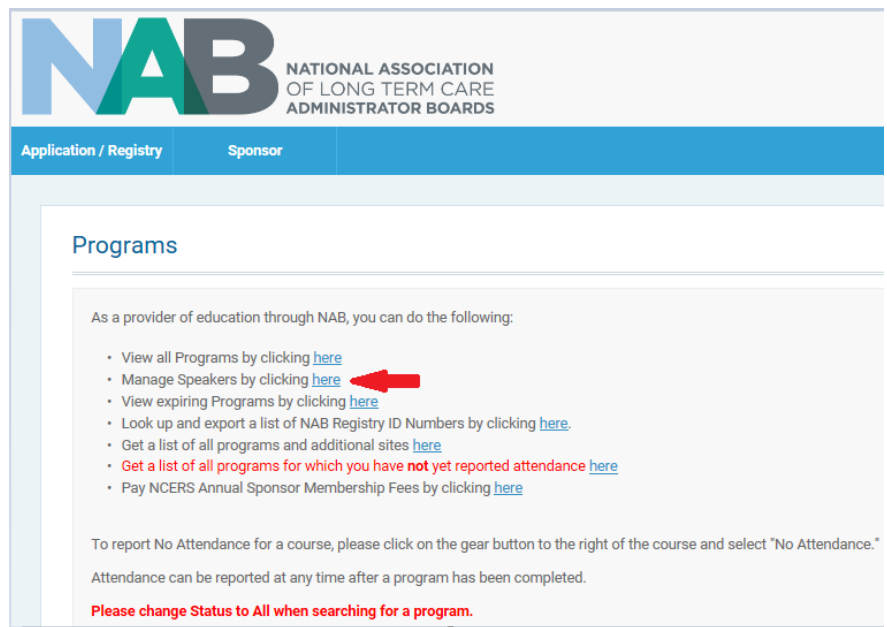 NAB
NATIONAL ASSOCIATION
OF LONG TERM CARE
ADMINISTRATOR BOARDS
Application / Registry
Sponsor
Programs
As a provider of education through NAB, you can do the following:
• View all Programs by clicking here
• Manage Speakers by clicking here
• View expiring Programs by clicking here
• Look up and export a list of NAB Registry ID Numbers by clicking here.
• Get a list of all programs and additional sites here
• Get a list of all programs for which you have not yet reported attendance here
• Pay NCERS Annual Sponsor Membership Fees by clicking here
To report No Attendance for a course, please click on the gear button to the right of the course and select "No Attendance."
Attendance can be reported at any time after a program has been completed.
Please change Status to All when searching for a program.